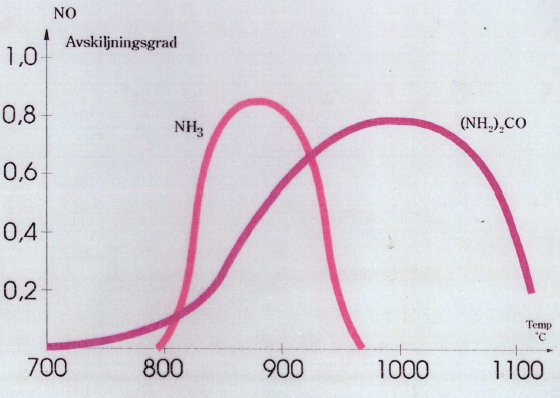 NO
Avskiljningsgrad
1,0
0,8
0,6
0,4
0,2
NH₃
(NH₂)₂CO
Temp
°C
700 800 900 1000 1100